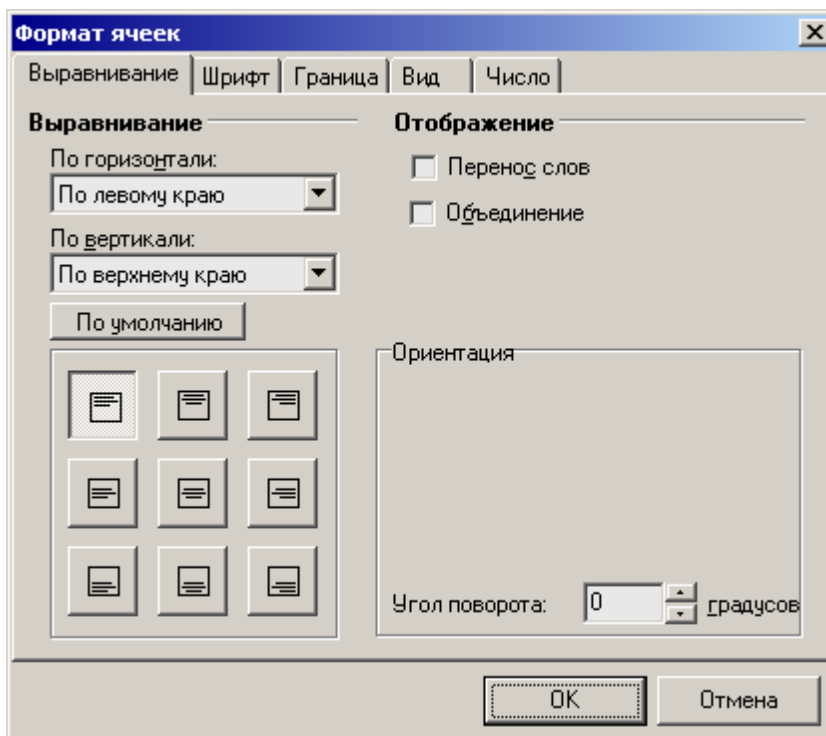 Формат ячеек
Выравнивание Шрифт Граница Вид Число
Выравнивание
По горизонтали:
По левому краю
По вертикали:
По верхнему краю
По умолчанию
Отображение
Перенос слов
Объединение
Ориентация
Угол поворота: 0 градусов
OK Отмена